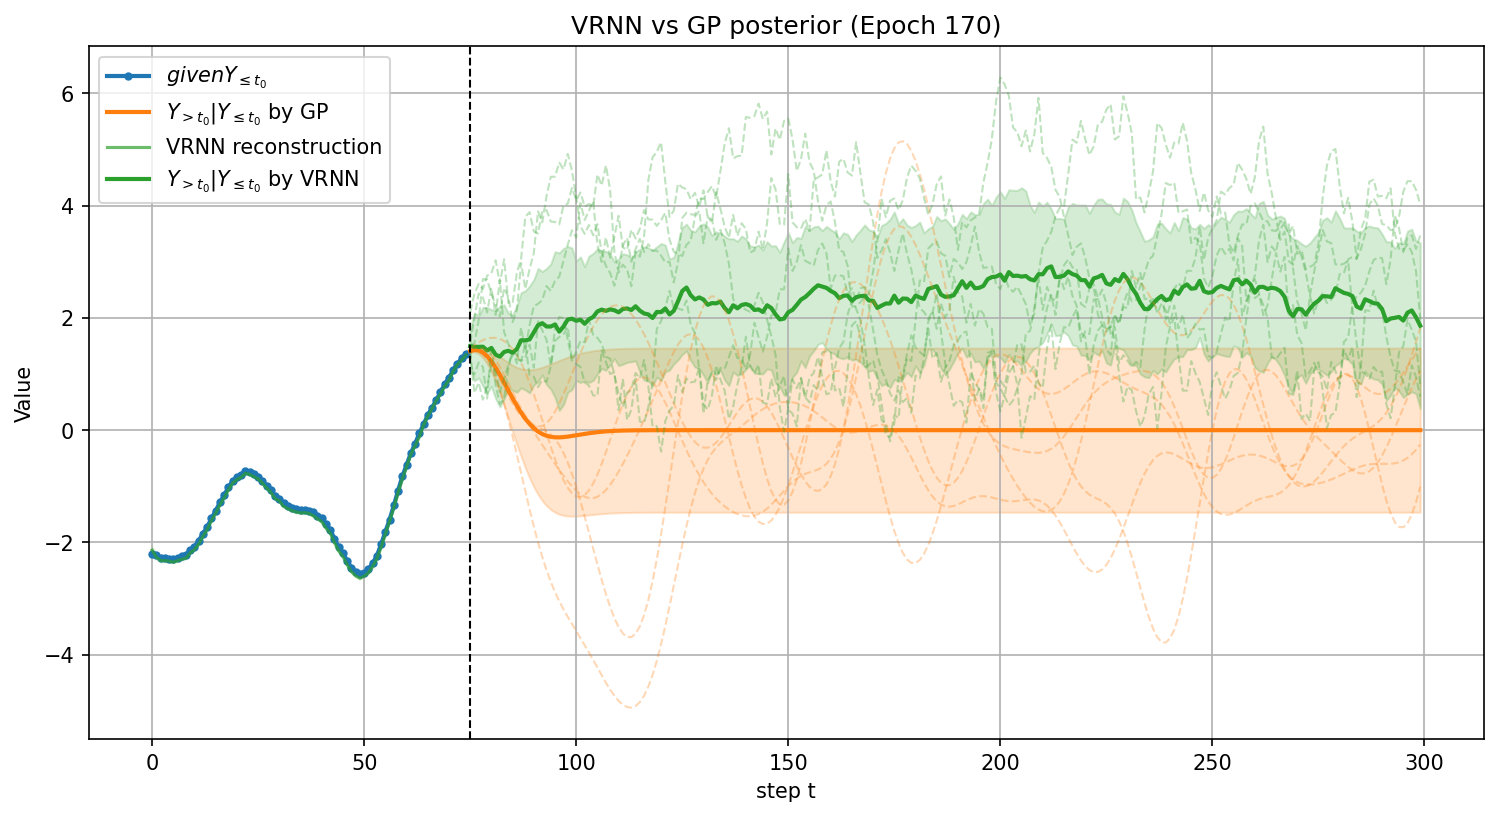 VRNN vs GP posterior (Epoch 170)
givenY≤t₀
Y>t₀|Y≤t₀ by GP
VRNN reconstruction
Y>t₀|Y≤t₀ by VRNN
Value
6
4
2
0
−2
−4
0 50 100 150 200 250 300
step t